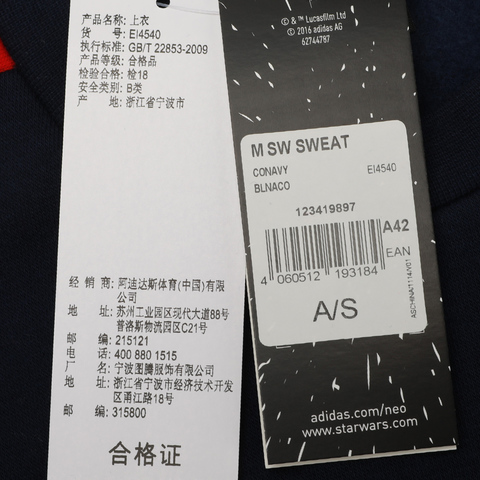 产品名称: 上衣
货 号: EI4540
执行标准: GB/T 22853-2009
产品等级: 合格品
检验合格: 检18
安全类别: B类
产 地: 浙江省宁波市
经 销 商: 阿迪达斯体育(中国)有限公司
地 址: 苏州工业园区现代大道88号
普洛斯物流园区C21号
邮 编: 215121
电 话: 400 880 1515
厂 名: 宁波图腾服饰有限公司
地 址: 浙江省宁波市经济技术开发
区甬江路18号
邮 编: 315800
合格证
© & ™ Lucasfilm Ltd
© 2016 adidas AG
62744787
M SW SWEAT
CONAVY EI4540
BLNACO
123419897
A42
EAN
4 060512 193184
ASCHINA1114/V01
A/S
adidas.com/neo
www.starwars.com